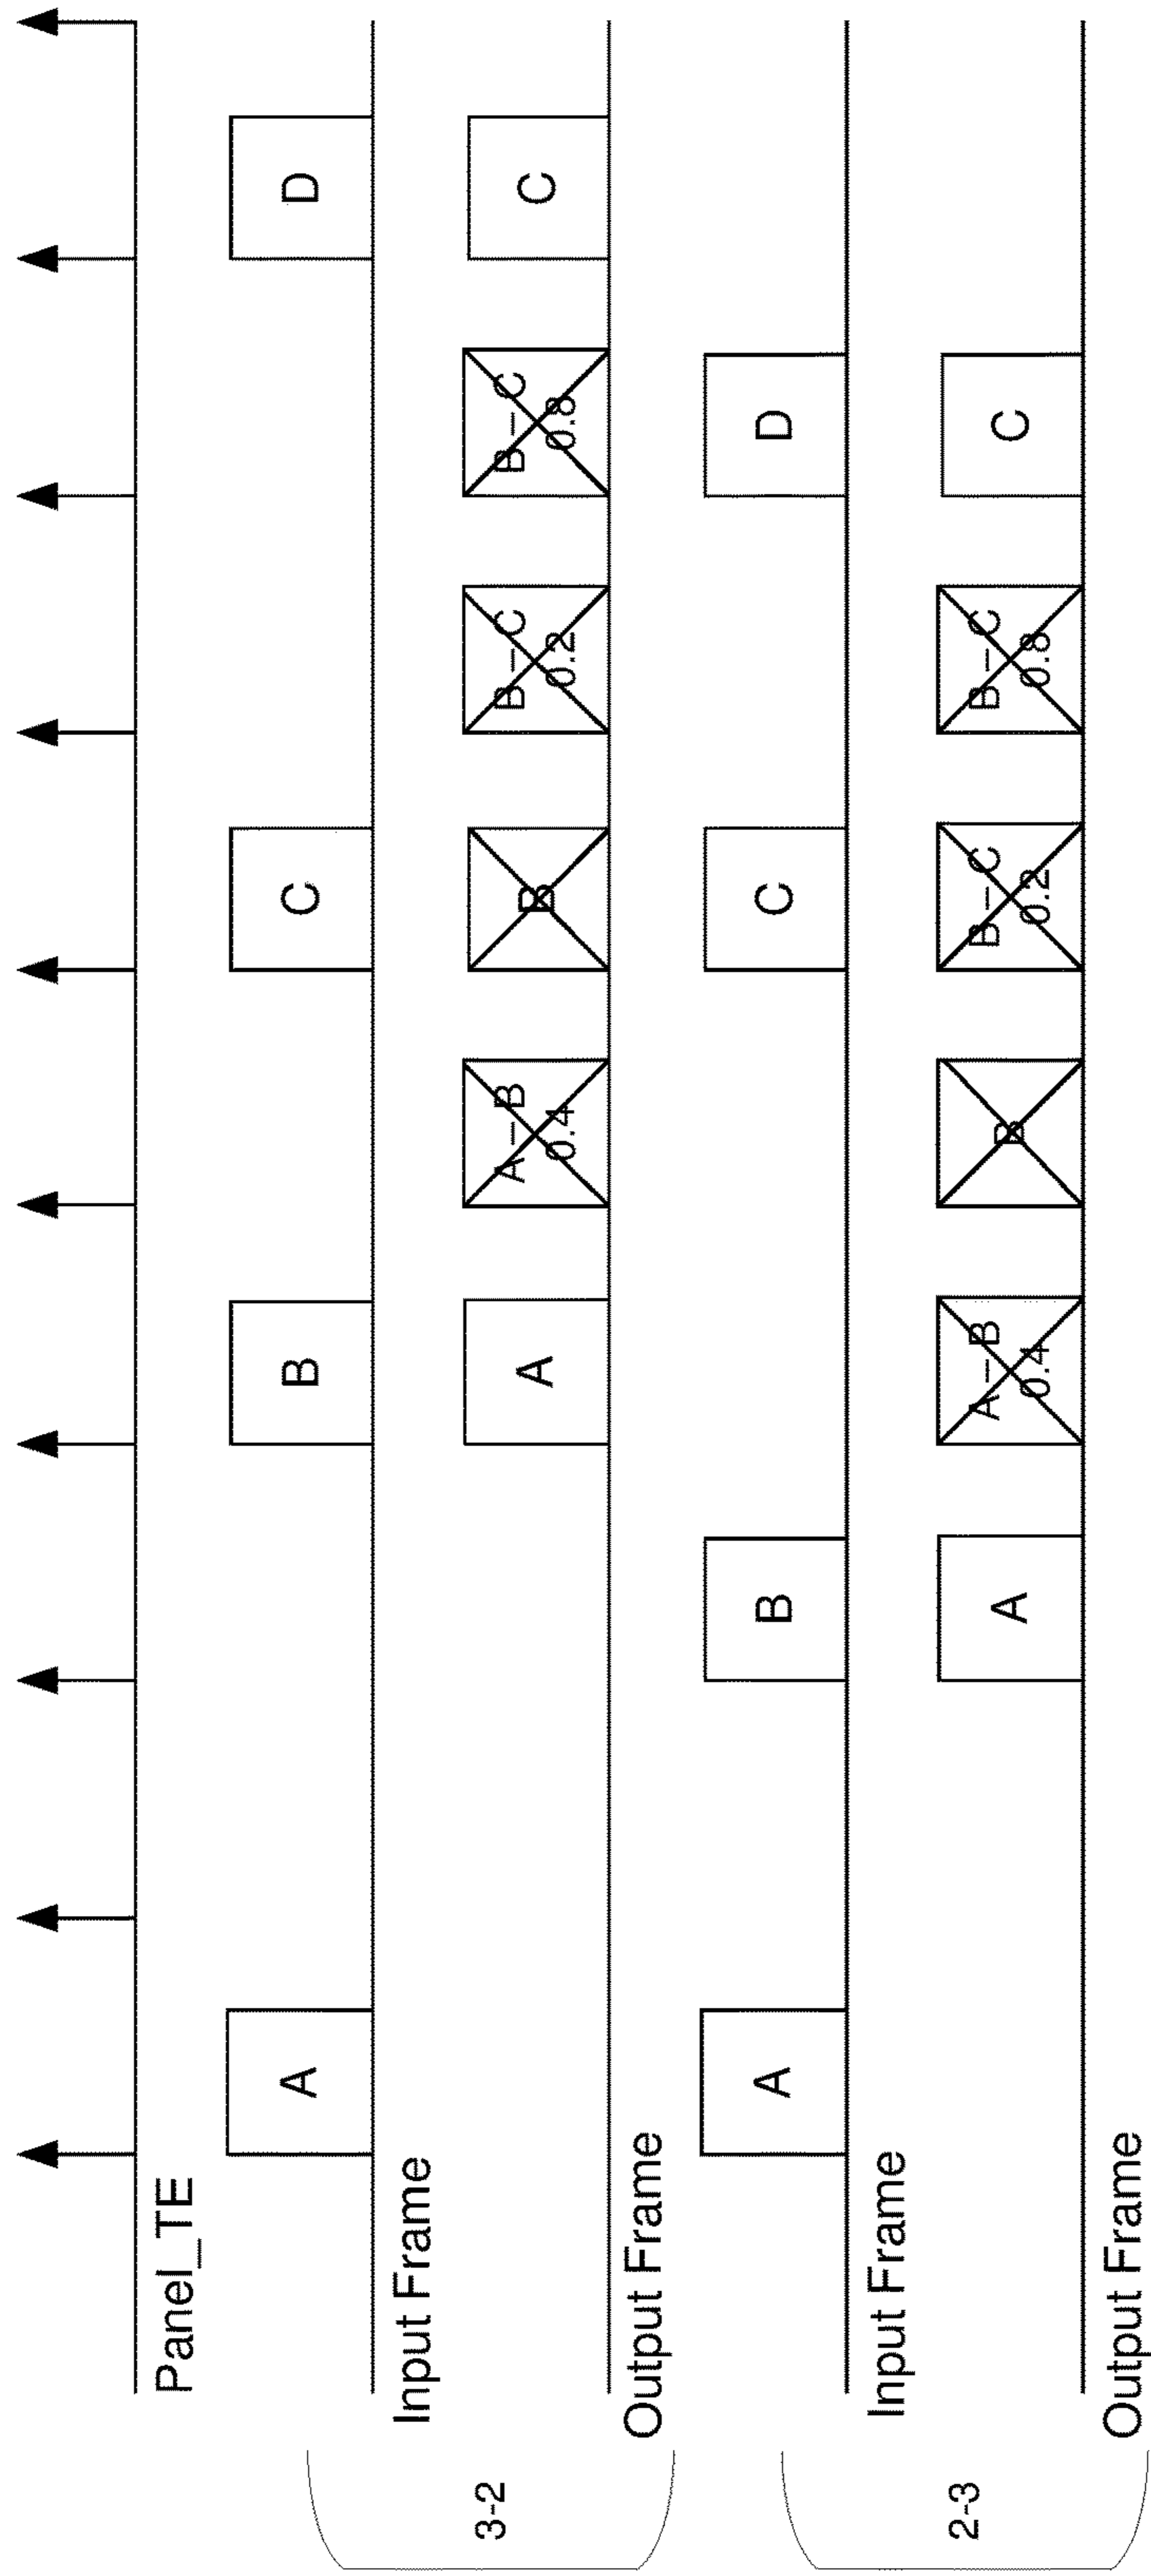 Panel_TE
3-2
Input Frame
A
B
C
D
Output Frame
A
A–B
0.4
B
B–C
0.2
B–C
0.8
C
2-3
Input Frame
A
B
C
D
Output Frame
A
A–B
0.4
B
B–C
0.2
B–C
0.8
C